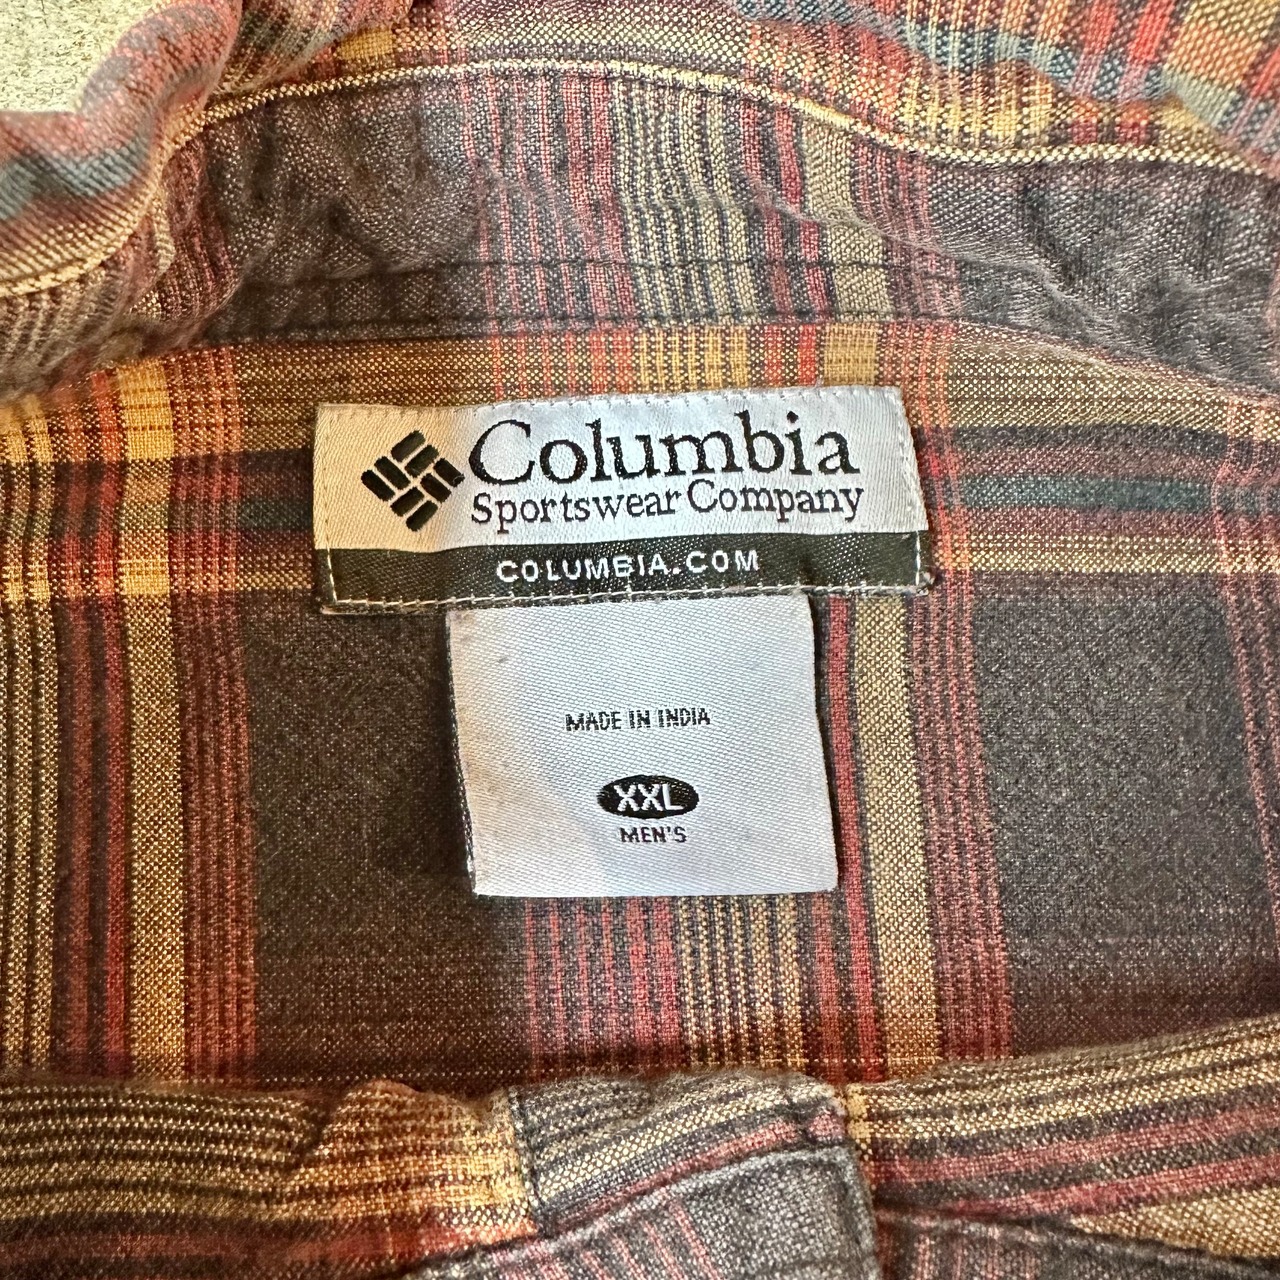 Columbia
Sportswear Company
COLUMBIA.COM
MADE IN INDIA
XXL
MEN'S